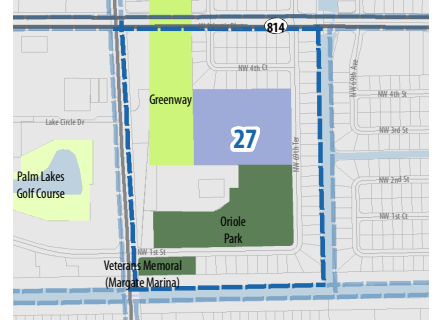 814
NW 4th Ct
Greenway
NW 69th Ave
NW 4th St
27
Lake Circle Dr
NW 3rd St
NW 69th Ter
Palm Lakes
Golf Course
NW 2nd St
Oriole
Park
NW 1st Ct
NW 1st St
Veterans Memoral
(Margate Marina)